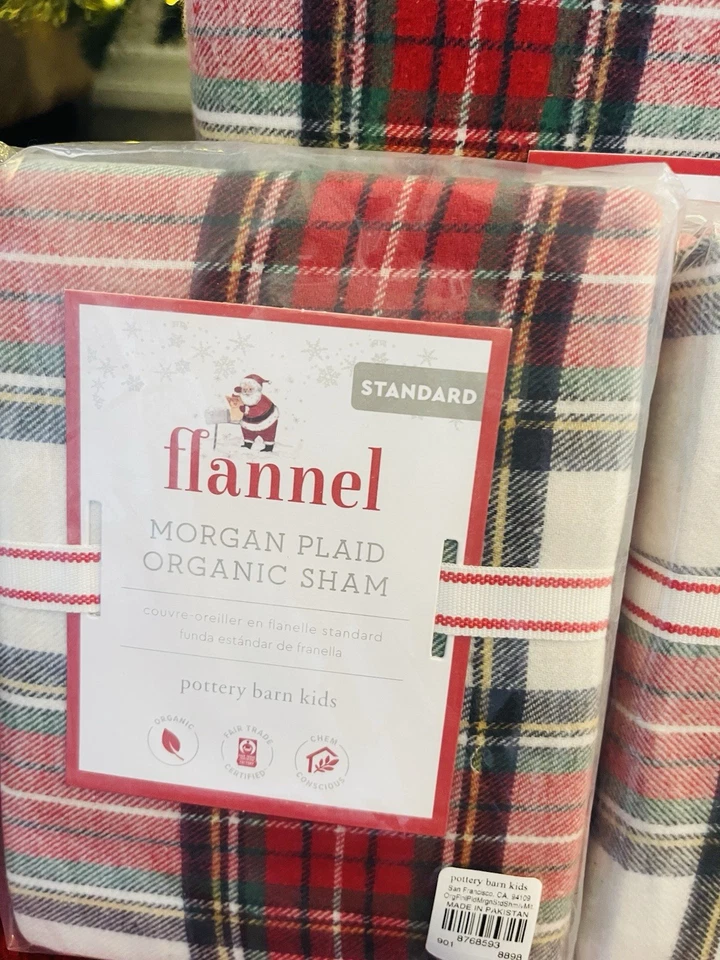 STANDARD
flannel
MORGAN PLAID
ORGANIC SHAM
couvre-oreiller en flanelle standard
funda estándar de franella
pottery barn kids
ORGANIC
FAIR TRADE
CERTIFIED
CHEM
CONSCIOUS
pottery barn kids
San Francisco, CA, 94109
MADE IN PAKISTAN
901 8768593
8898